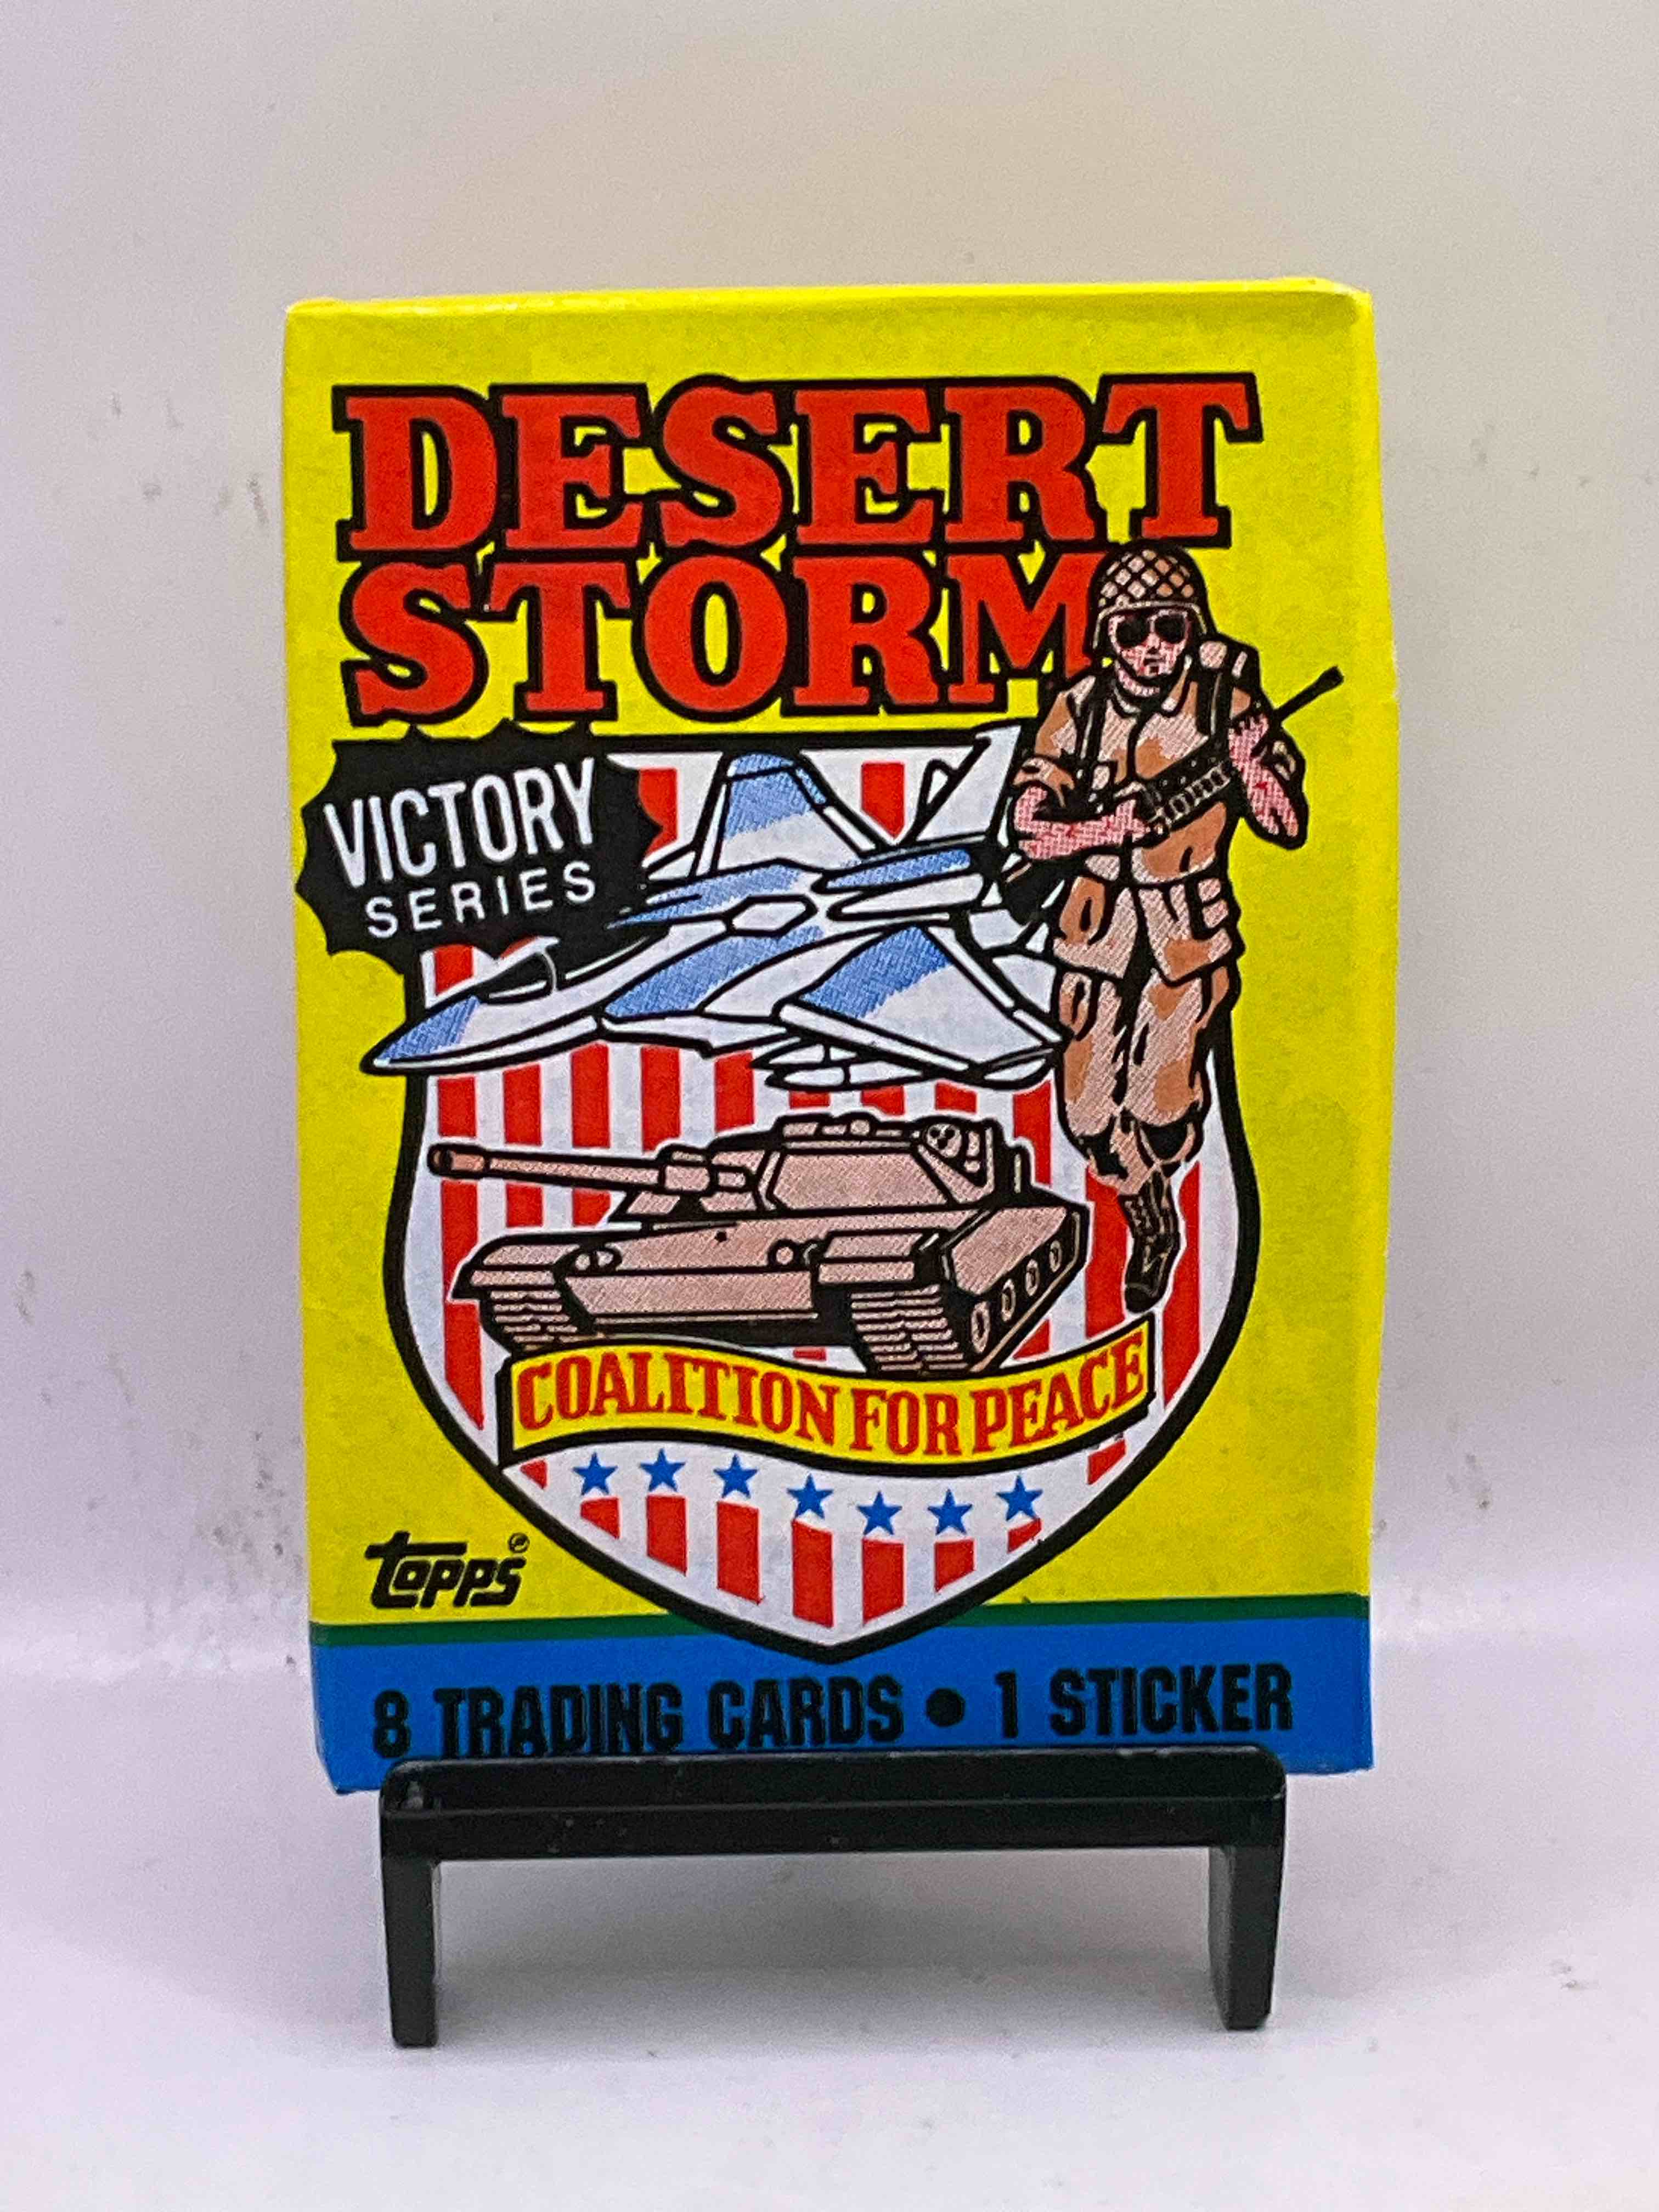 DESERT
STORM
VICTORY
SERIES
COALITION FOR PEACE
topps®
8 TRADING CARDS • 1 STICKER